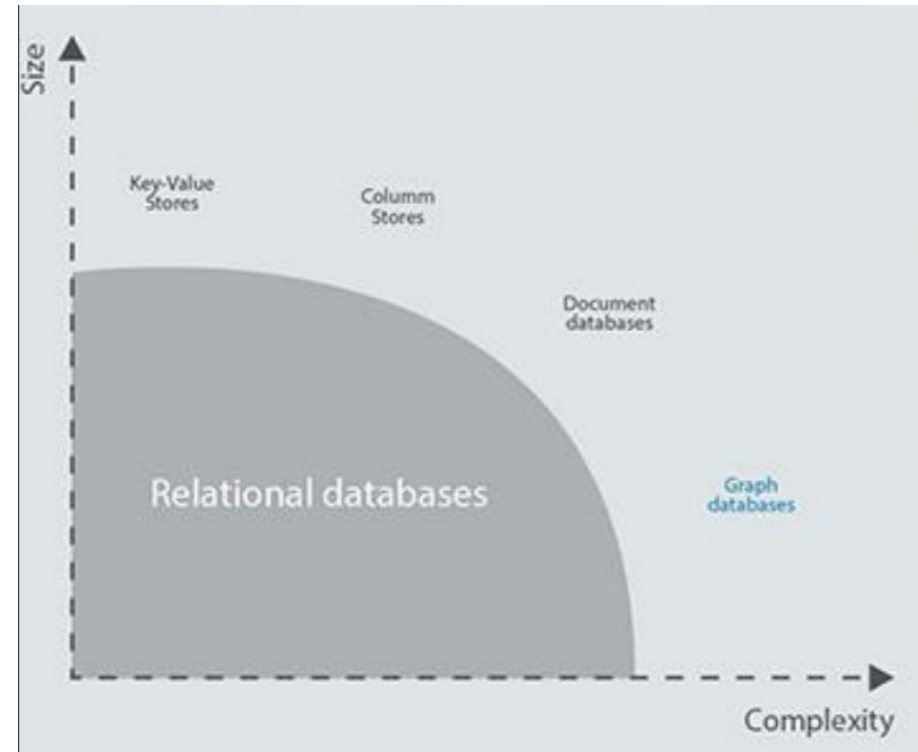 Size
Key-Value
Stores
Columm
Stores
Document
databases
Relational databases
Graph
databases
Complexity